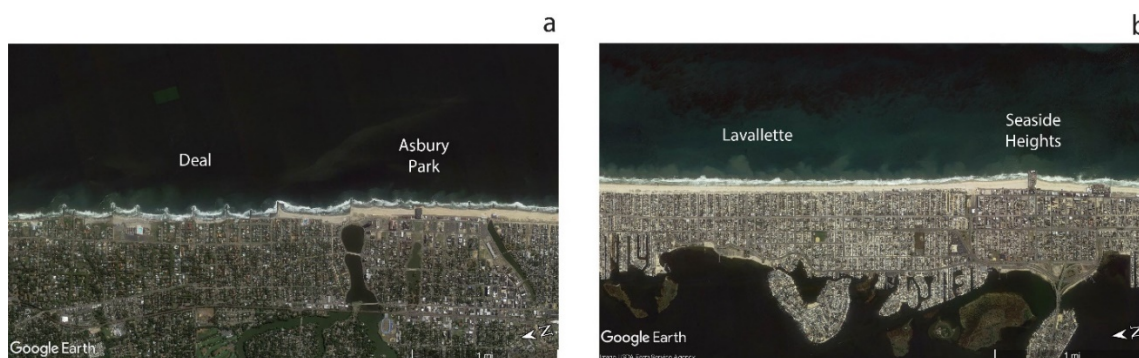 a
Deal
Asbury
Park
Google Earth
N
1 mi
b
Lavallette
Seaside
Heights
Google Earth
N
1 mi